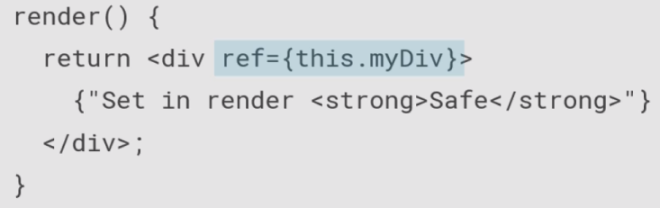 render() {
  return <div ref={this.myDiv}>
    {"Set in render <strong>Safe</strong>"}
  </div>;
}